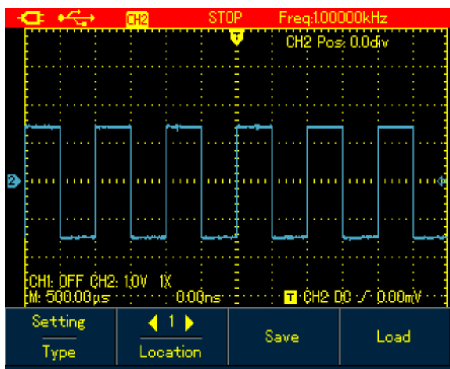 CH2 STOP Freq:1.00000kHz
T
CH2 Pos: 0.0div
2
CH1: OFF CH2: 1.0V 1X
M: 500.00μs 0.00ns T CH2 DC 0.00mV
Setting 1 Save Load
Type Location